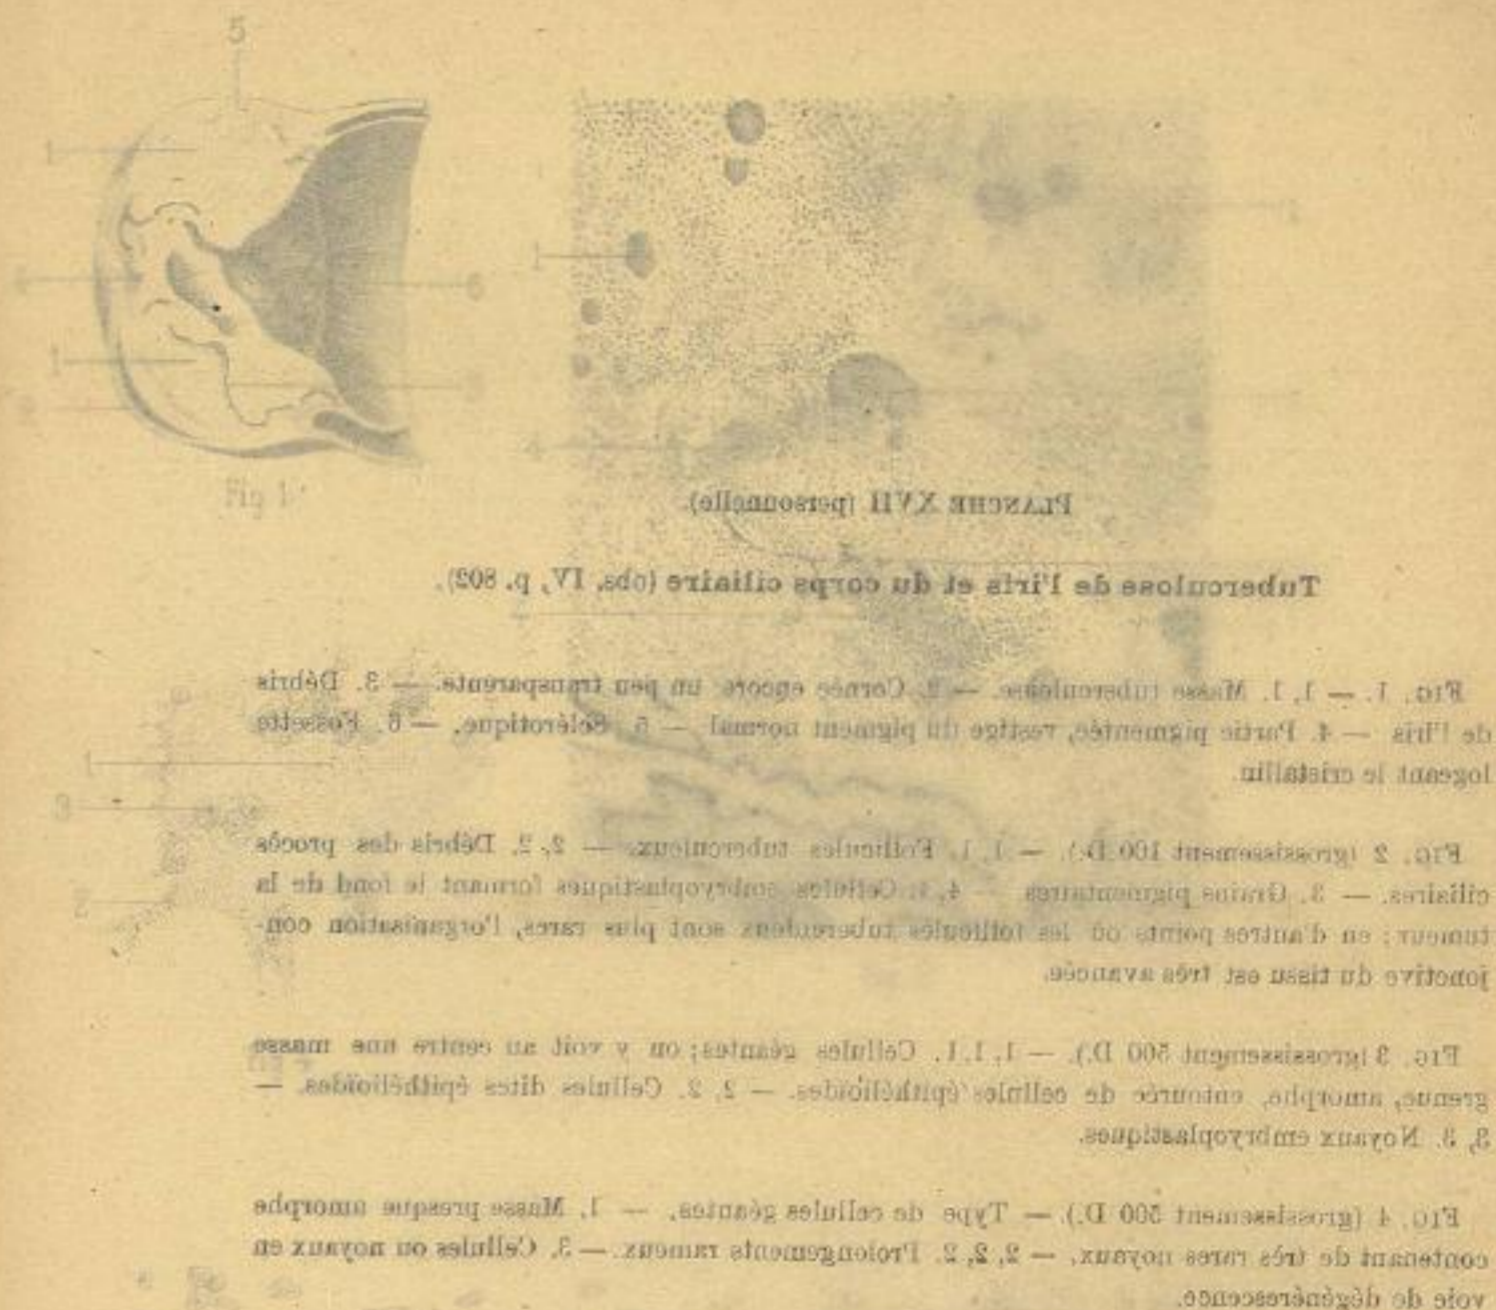 5
Fig 1
PLANCHE XVII (personnelle).
Tuberculose de l'iris et du corps ciliaire (obs. IV, p. 802).
FIG. 1. — 1, 1. Masse tuberculeuse. — 2. Cornée encore un peu transparente. — 3. Débris
de l'iris — 4. Partie pigmentée, vestige du pigment normal — 5. Sclérotique. — 6. Fossette
logeant le cristallin.
FIG. 2 (grossissement 100 D.). — 1, 1, 1. Follicules tuberculeux. — 2, 2. Débris des procès
ciliaires. — 3. Grains pigmentaires — 4, 4. Cellules embryoplastiques formant le fond de la
tumeur; en d'autres points où les follicules tuberculeux sont plus rares, l'organisation con-
jonctive du tissu est très avancée.
FIG. 3 (grossissement 500 D.). — 1, 1, 1. Cellules géantes; on y voit au centre une masse
grenue, amorphe, entourée de cellules épithélioïdes. — 2, 2. Cellules dites épithélioïdes. —
3, 3. Noyaux embryoplastiques.
FIG. 4 (grossissement 500 D.). — Type de cellules géantes. — 1. Masse presque amorphe
contenant de très rares noyaux. — 2, 2, 2. Prolongements rameux. — 3. Cellules ou noyaux en
voie de dégénérescence.